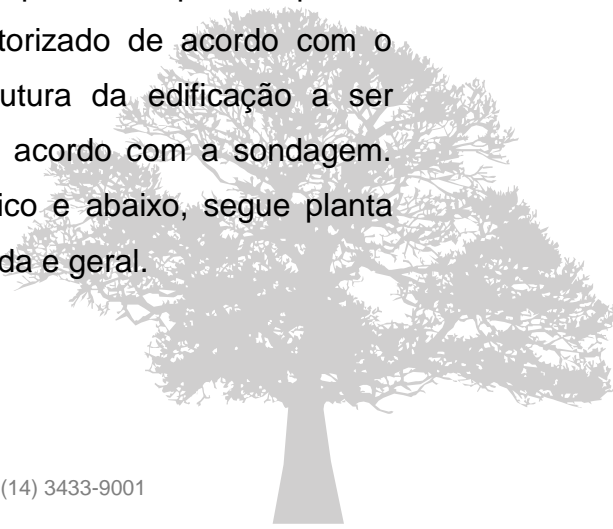 torizado de acordo com o
utura da edificação a ser
acordo com a sondagem.
ico e abaixo, segue planta
da e geral.
(14) 3433-9001